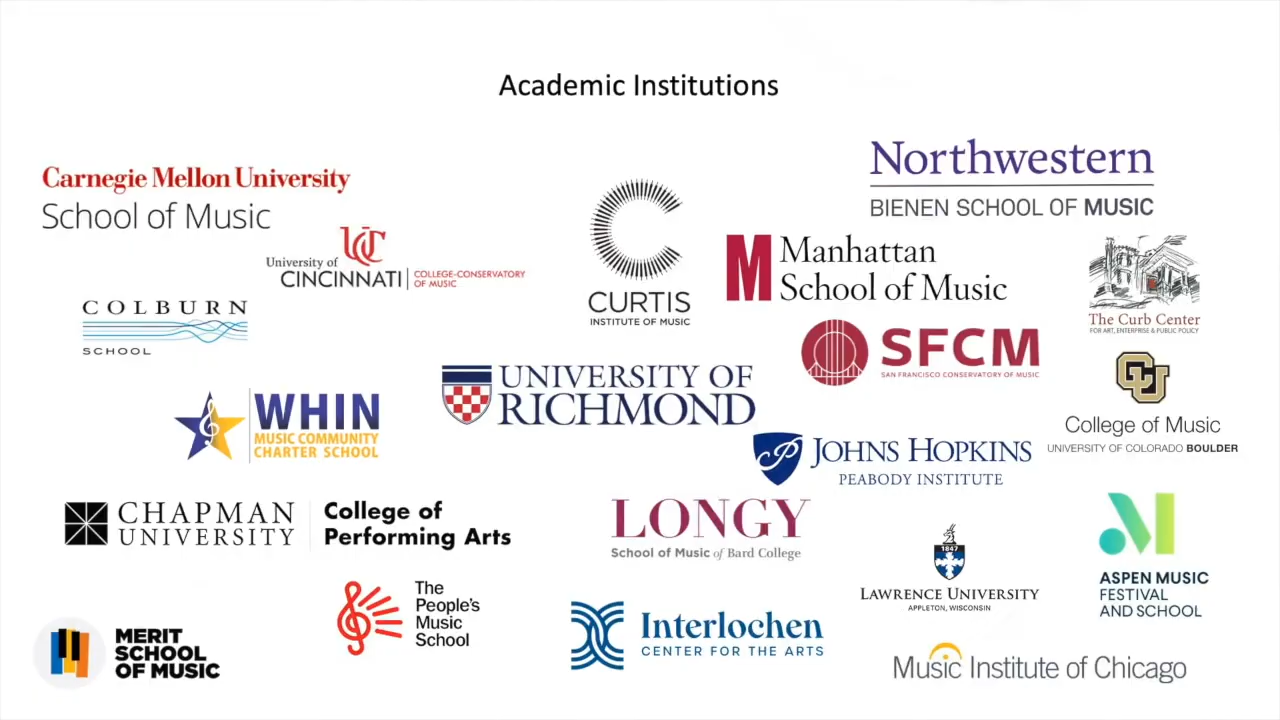 Academic Institutions
Carnegie Mellon University
School of Music
UC
University of
CINCINNATI
COLLEGE-CONSERVATORY
OF MUSIC
COLBURN
SCHOOL
CURTIS
INSTITUTE OF MUSIC
Northwestern
BIENEN SCHOOL OF MUSIC
M
Manhattan
School of Music
The Curb Center
FOR ART, ENTERPRISE & PUBLIC POLICY
SFCM
SAN FRANCISCO CONSERVATORY OF MUSIC
UNIVERSITY OF
RICHMOND
CU
College of Music
UNIVERSITY OF COLORADO BOULDER
WHIN
MUSIC COMMUNITY
CHARTER SCHOOL
P
JOHNS HOPKINS
PEABODY INSTITUTE
CHAPMAN
UNIVERSITY
College of
Performing Arts
LONGY
School of Music of Bard College
1847
LAWRENCE UNIVERSITY
APPLETON, WISCONSIN
ASPEN MUSIC
FESTIVAL
AND SCHOOL
The
People's
Music
School
MERIT
SCHOOL
OF MUSIC
Interlochen
CENTER FOR THE ARTS
Music Institute of Chicago